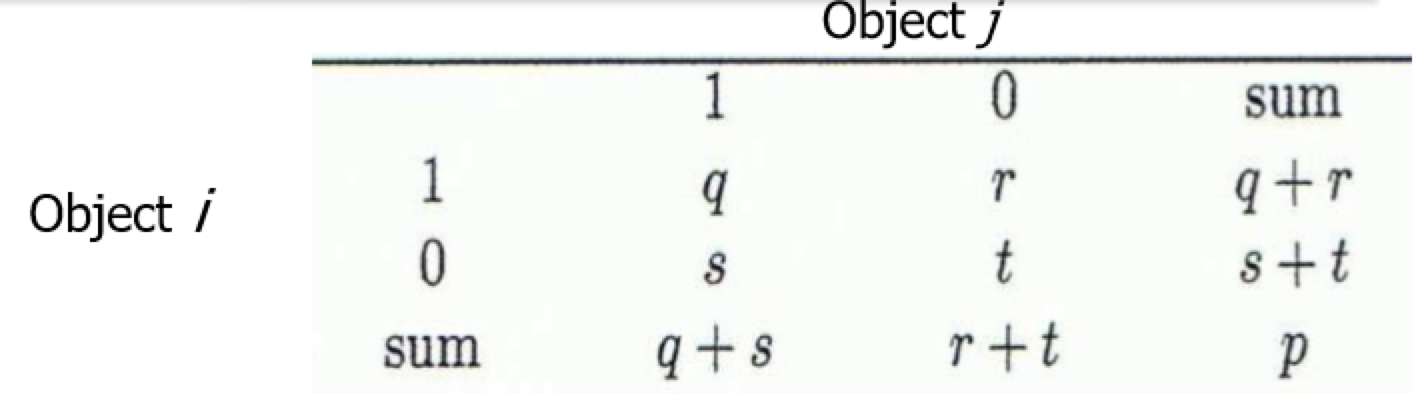 Object j
1 0 sum
1 q r q + r
Object i
0 s t s + t
sum q + s r + t p